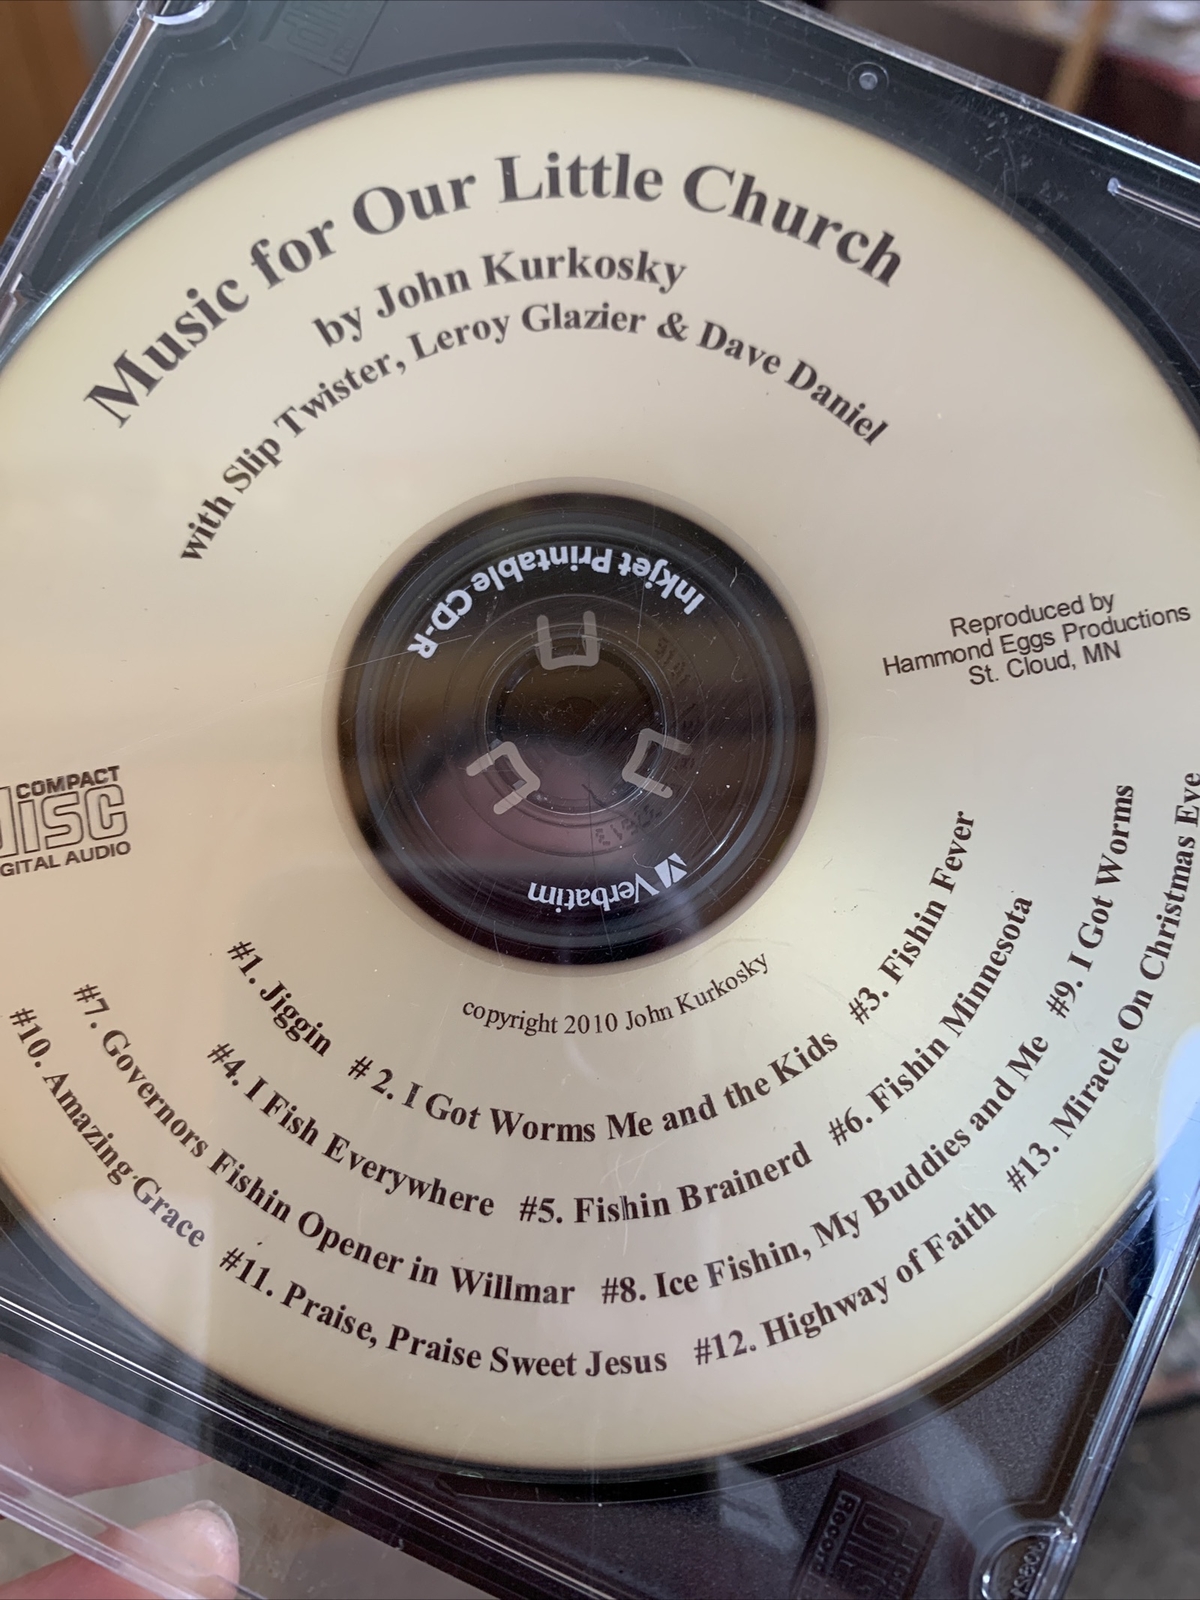 Music for Our Little Church
by John Kurkosky
with Slip Twister, Leroy Glazier & Dave Daniel
Inkjet Printable CD-R
Reproduced by
Hammond Eggs Productions
St. Cloud, MN
COMPACT
disc
DIGITAL AUDIO
Verbatim
copyright 2010 John Kurkosky
#1. Jiggin # 2. I Got Worms Me and the Kids #3. Fishin Fever
#4. I Fish Everywhere #5. Fishin Brainerd #6. Fishin Minnesota
#7. Governors Fishin Opener in Willmar #8. Ice Fishin, My Buddies and Me #9. I Got Worms
#10. Amazing Grace #11. Praise, Praise Sweet Jesus #12. Highway of Faith #13. Miracle On Christmas Eve